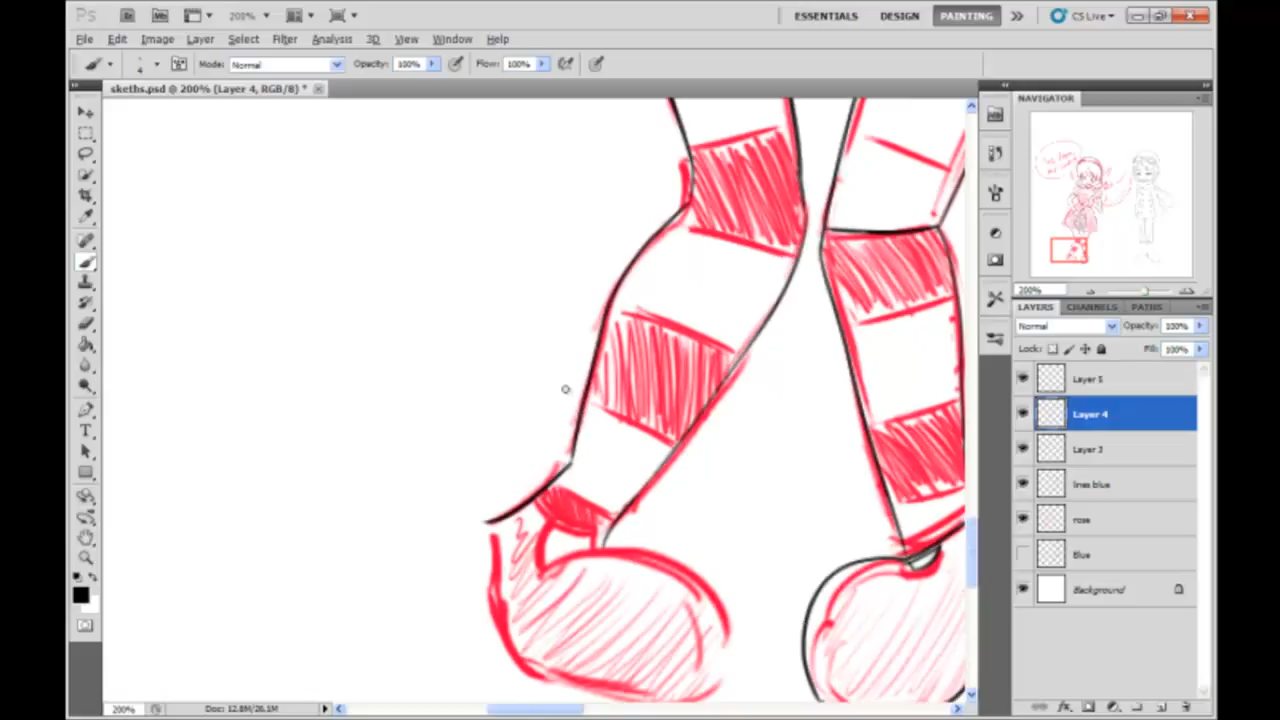 Ps Br Mb 200% ESSENTIALS DESIGN PAINTING CS Live
File Edit Image Layer Select Filter Analysis 3D View Window Help
4 Mode: Normal Opacity: 100% Flow: 100%
skeths.psd @ 200% (Layer 4, RGB/8) *
NAVIGATOR
200%
LAYERS CHANNELS PATHS
Normal Opacity: 100%
Lock: Fill: 100%
Layer 5
Layer 4
Layer 3
lines blue
rose
Blue
Background
200% Doc: 12.8M/26.1M